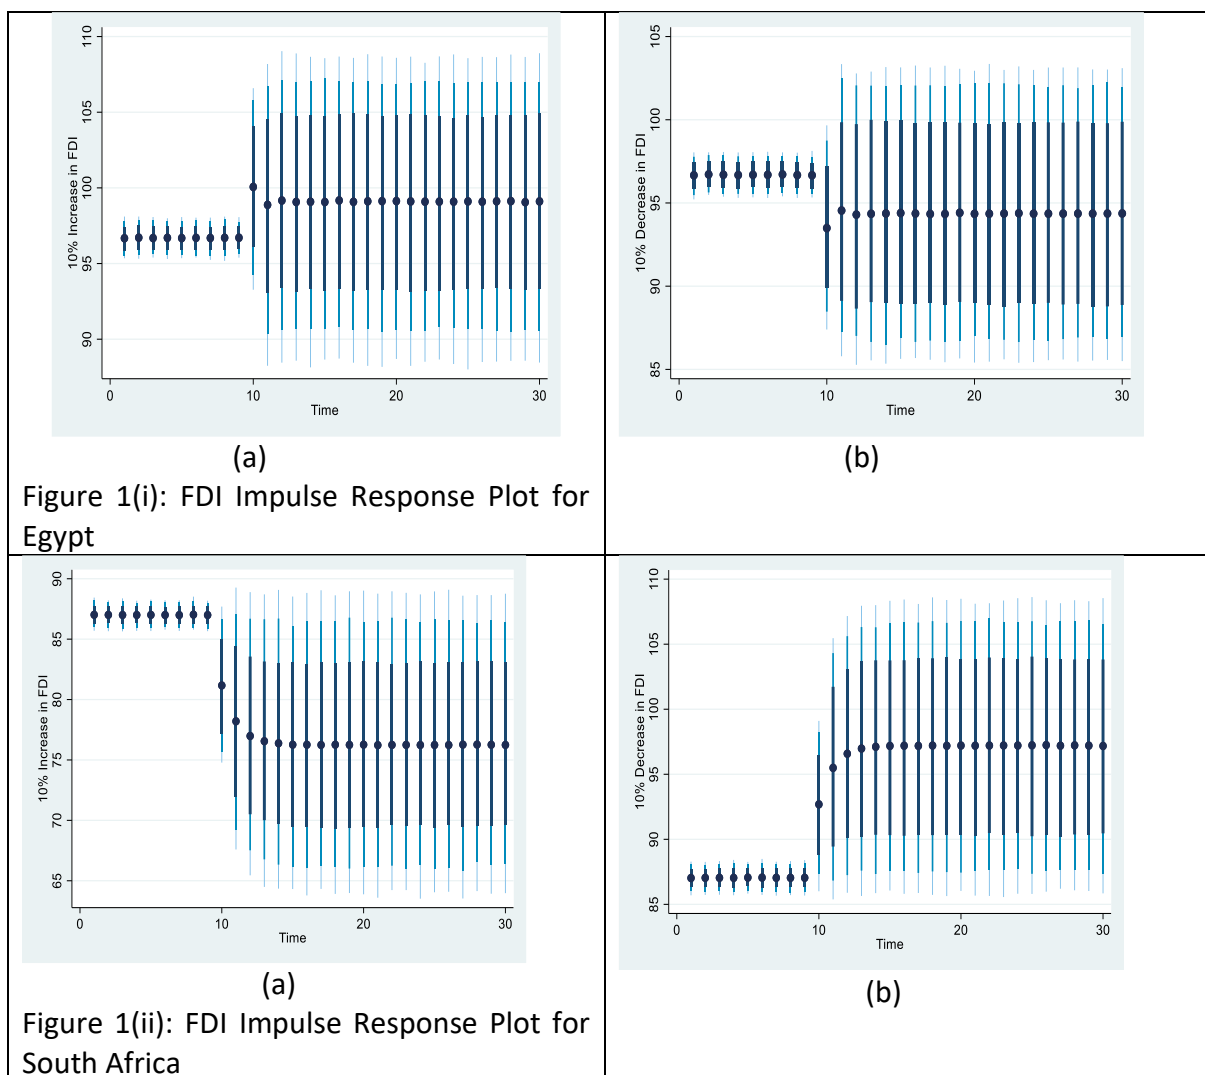 110
105
100
95
90
10% Increase in FDI
0
10
20
30
Time
(a)
Figure 1(i): FDI Impulse Response Plot for
Egypt
105
100
95
90
85
10% Decrease in FDI
0
10
20
30
Time
(b)
90
85
80
75
70
65
10% Increase in FDI
0
10
20
30
Time
(a)
Figure 1(ii): FDI Impulse Response Plot for
South Africa
110
105
100
95
90
85
10% Decrease in FDI
0
10
20
30
Time
(b)